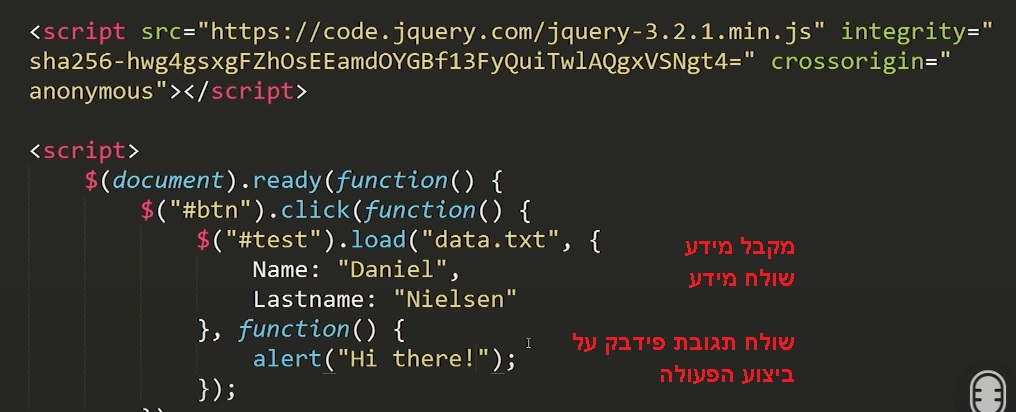 <script src="https://code.jquery.com/jquery-3.2.1.min.js" integrity="
sha256-hwg4gsxgFZhOsEEamdOYGBf13FyQuiTwlAQgxVSNgt4=" crossorigin="
anonymous"></script>
<script>
$(document).ready(function() {
$("#btn").click(function() {
$("#test").load("data.txt", {
מקבל מידע
Name: "Daniel",
שולח מידע
Lastname: "Nielsen"
}, function() {
שולח תגובת פידבק על
alert("Hi there!");
ביצוע הפעולה
});